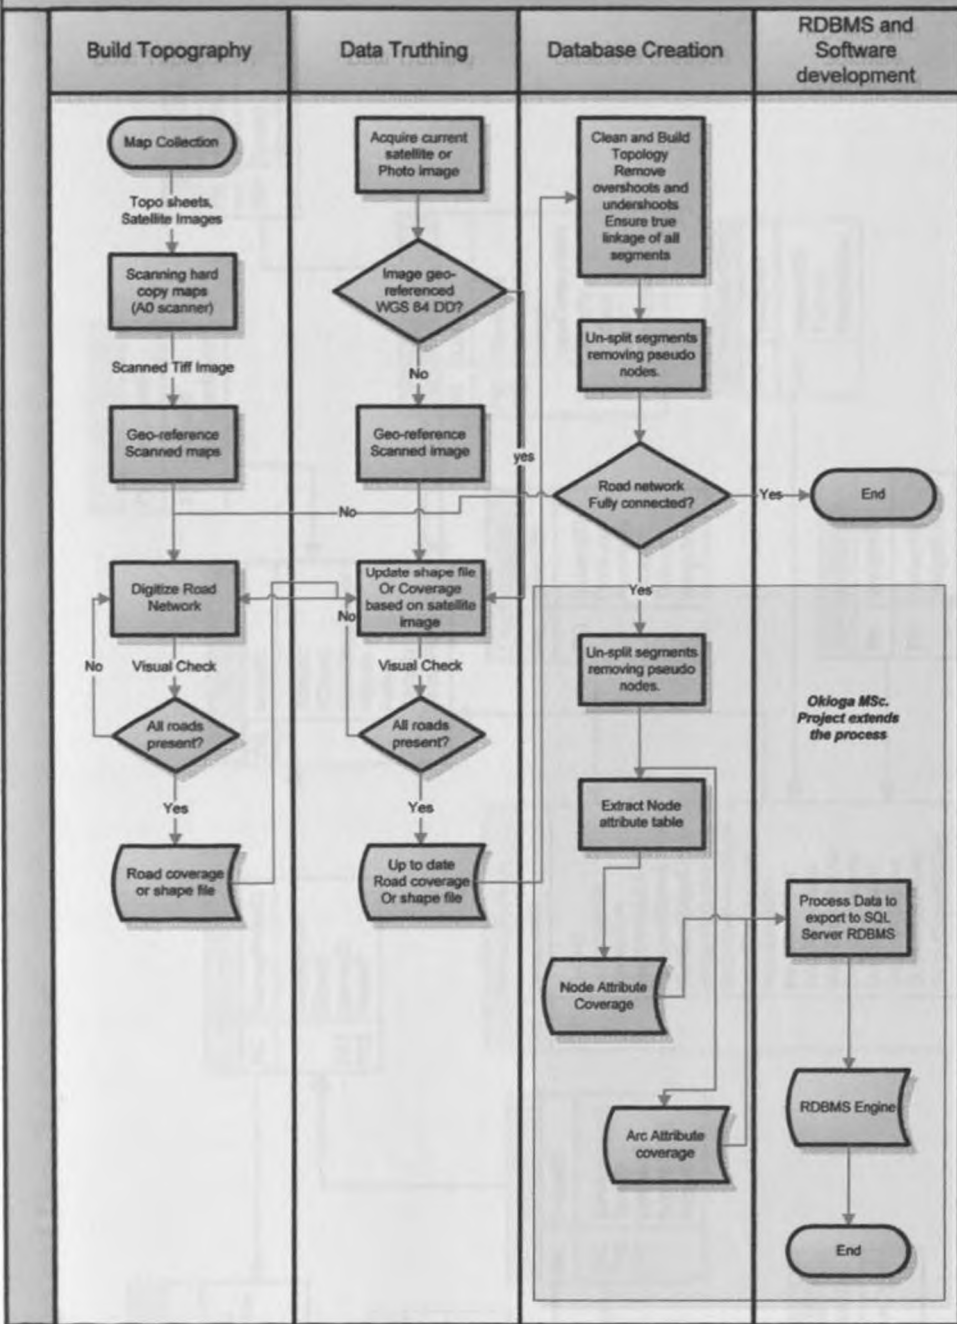 Build Topography
Data Truthing
Database Creation
RDBMS and
Software
development
Map Collection
Topo sheets,
Satellite Images
Scanning hard
copy maps
(A0 scanner)
Scanned Tiff Image
Geo-reference
Scanned maps
Digitize Road
Network
No
Visual Check
All roads
present?
Yes
Road coverage
or shape file
Acquire current
satellite or
Photo image
Image geo-
referenced
WGS 84 DD?
No
yes
Geo-reference
Scanned image
No
Update shape file
Or Coverage
based on satellite
image
No
Visual Check
All roads
present?
Yes
Up to date
Road coverage
Or shape file
Clean and Build
Topology
Remove
overshoots and
undershoots
Ensure true
linkage of all
segments
Un-split segments
removing pseudo
nodes.
Road network
Fully connected?
Yes
End
Yes
Un-split segments
removing pseudo
nodes.
Okioga MSc.
Project extends
the process
Extract Node
attribute table
Node Attribute
Coverage
Arc Attribute
coverage
Process Data to
export to SQL
Server RDBMS
RDBMS Engine
End